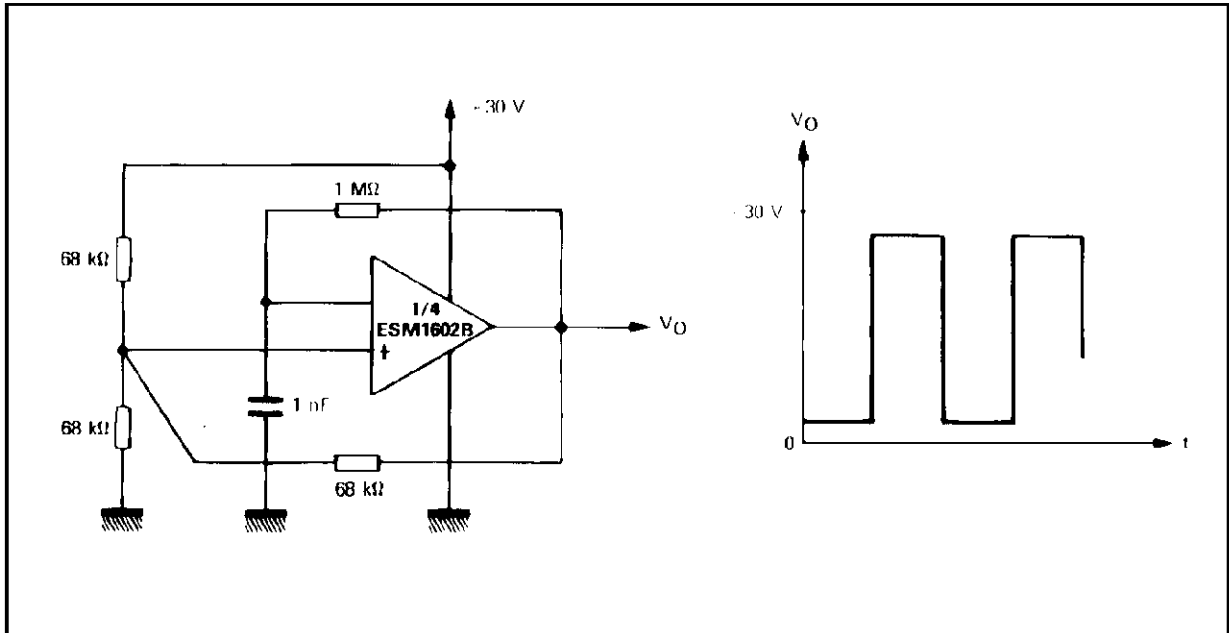 - 30 V
1 MΩ
68 kΩ
1/4
ESM1602B
+
VO
1 nF
68 kΩ
68 kΩ
VO
- 30 V
0
t